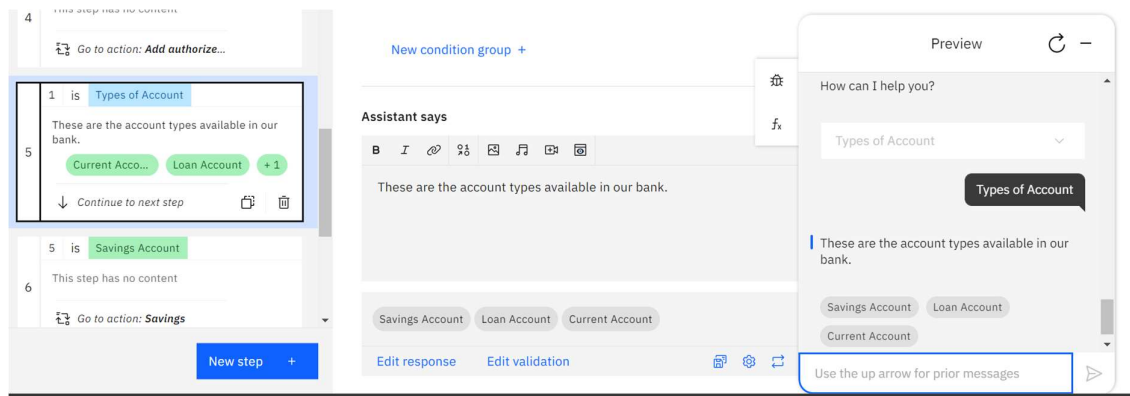 4
This step has no content
Go to action: Add authorize...
1 is Types of Account
These are the account types available in our
bank.
5
Current Acco... Loan Account + 1
Continue to next step
5 is Savings Account
This step has no content
6
Go to action: Savings
New step +
New condition group +
Assistant says
B I
These are the account types available in our bank.
Savings Account Loan Account Current Account
Edit response Edit validation
fx
Preview
How can I help you?
Types of Account
Types of Account
These are the account types available in our
bank.
Savings Account Loan Account
Current Account
Use the up arrow for prior messages